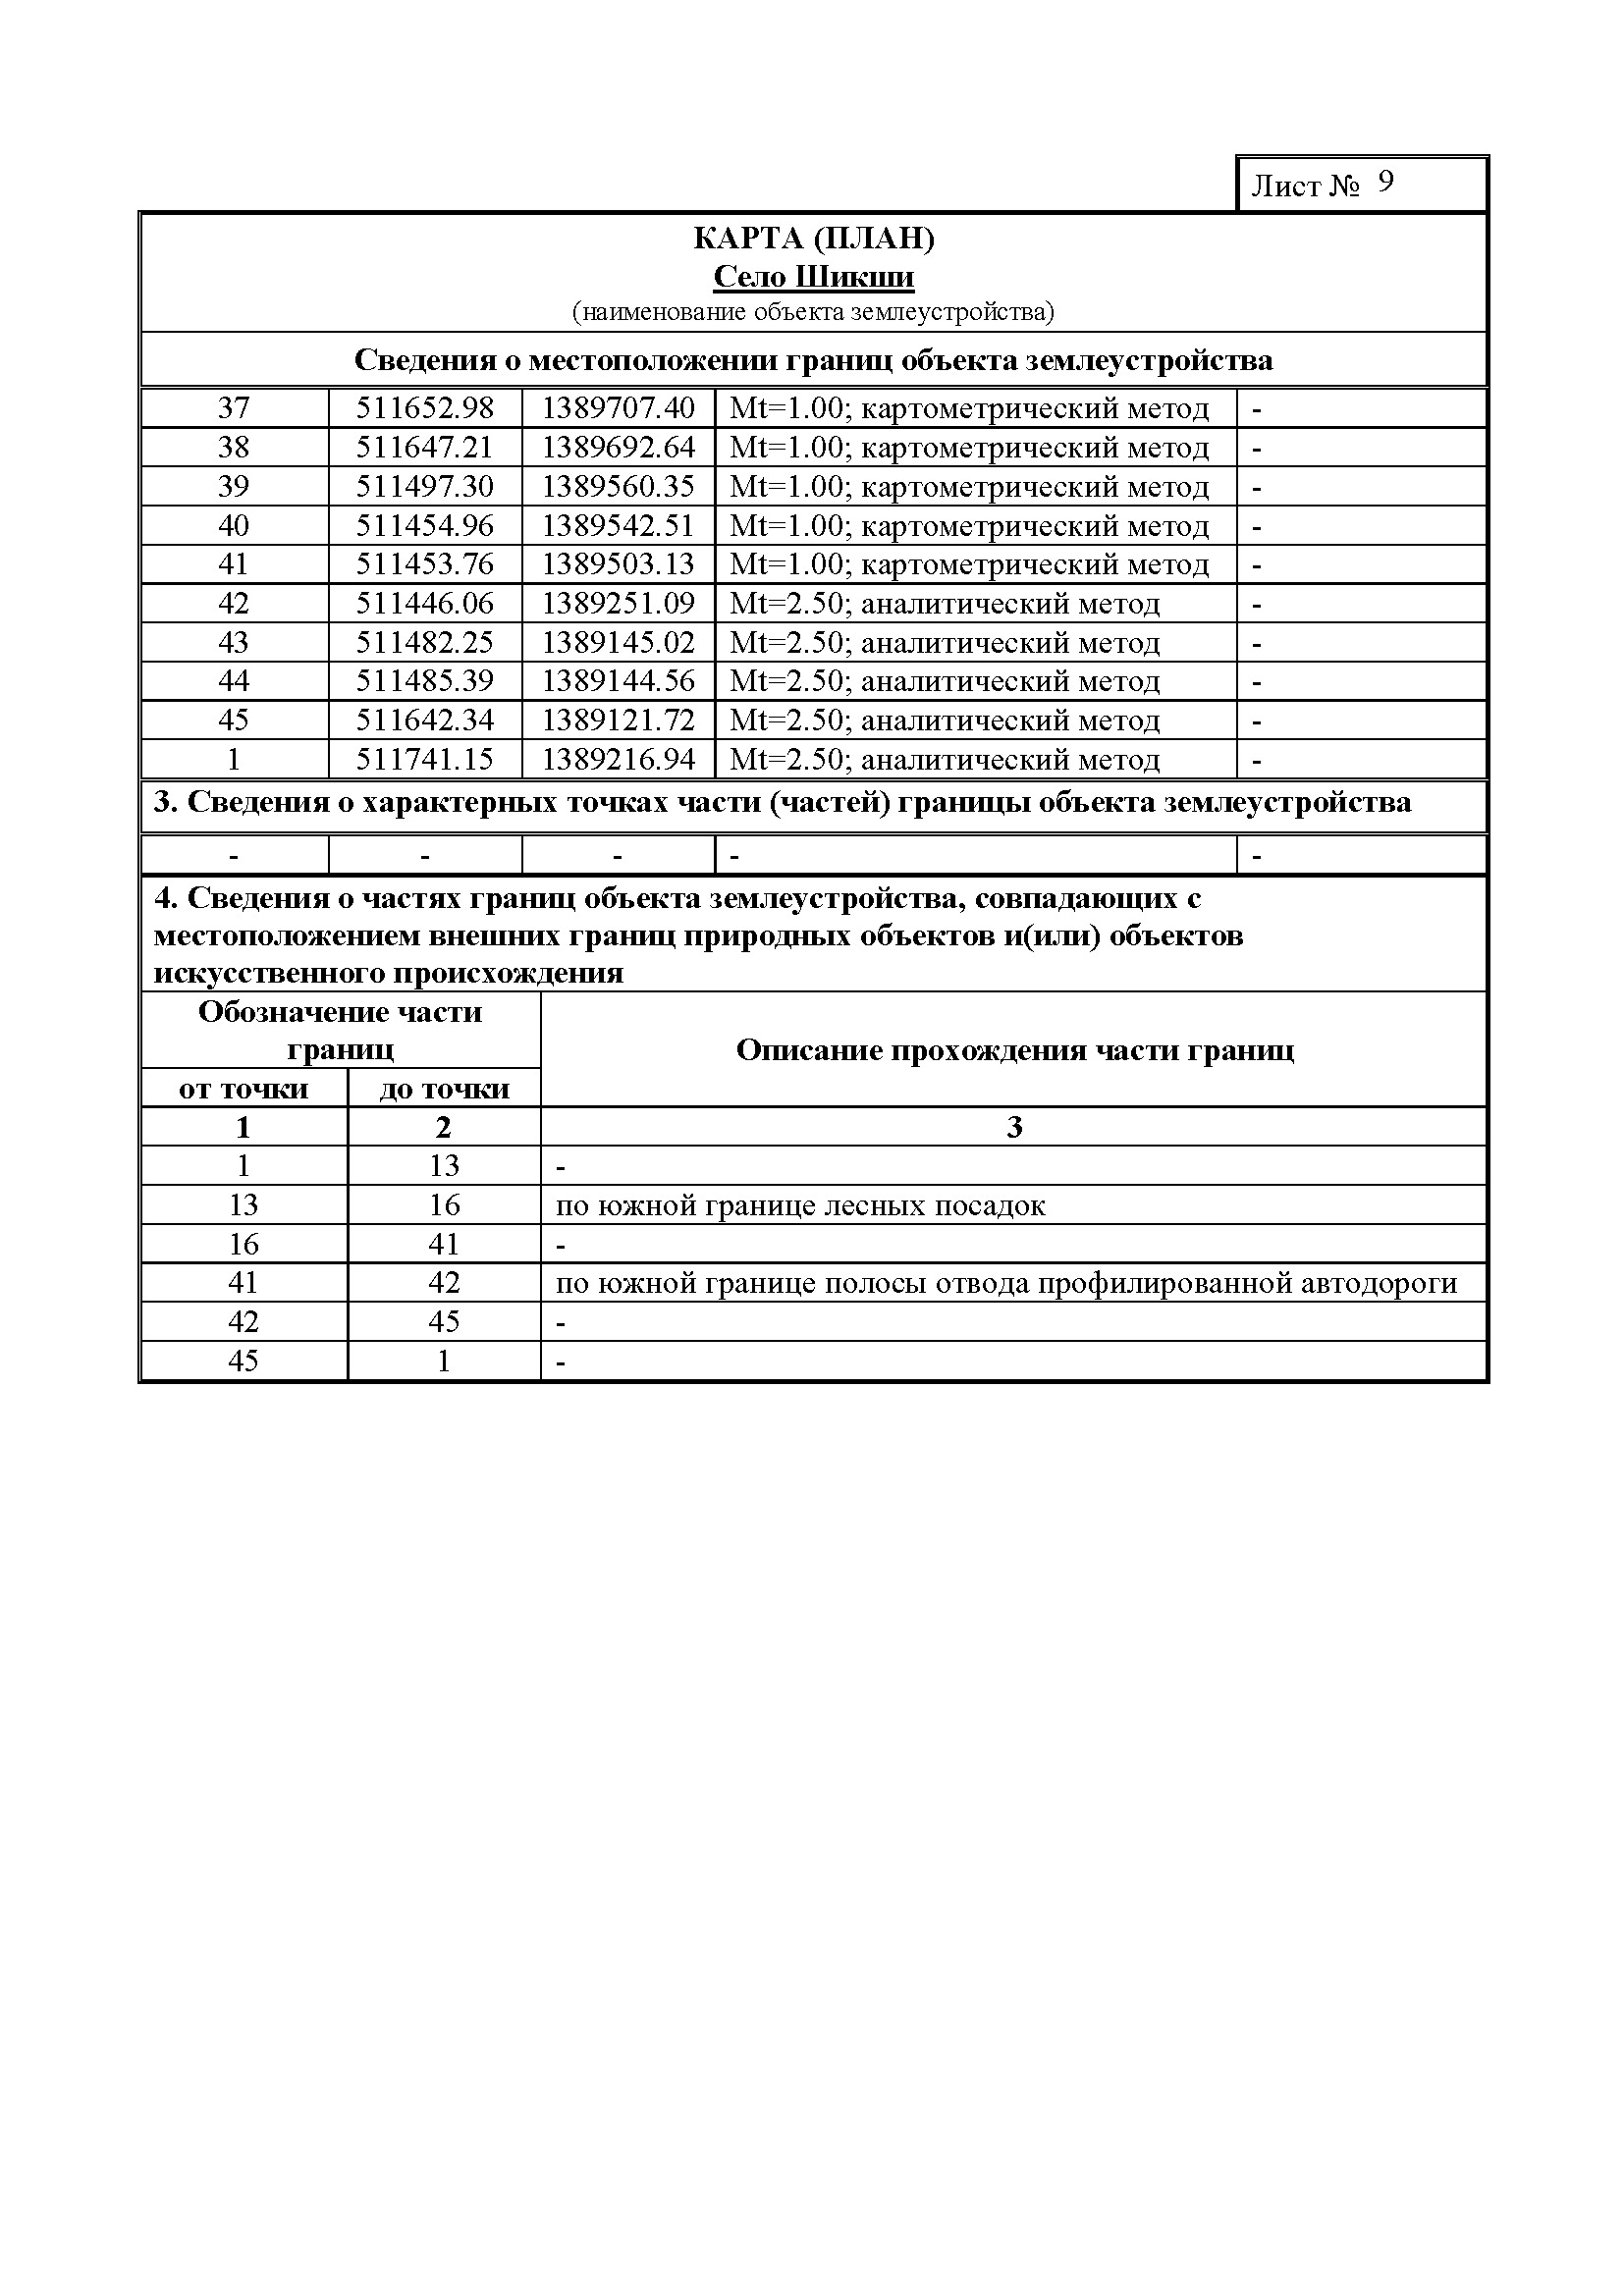 Лист № 9
КАРТА (ПЛАН)
Село Шикши
(наименование объекта землеустройства)
Сведения о местоположении границ объекта землеустройства
37 511652.98 1389707.40 Mt=1.00; картометрический метод -
38 511647.21 1389692.64 Mt=1.00; картометрический метод -
39 511497.30 1389560.35 Mt=1.00; картометрический метод -
40 511454.96 1389542.51 Mt=1.00; картометрический метод -
41 511453.76 1389503.13 Mt=1.00; картометрический метод -
42 511446.06 1389251.09 Mt=2.50; аналитический метод -
43 511482.25 1389145.02 Mt=2.50; аналитический метод -
44 511485.39 1389144.56 Mt=2.50; аналитический метод -
45 511642.34 1389121.72 Mt=2.50; аналитический метод -
1 511741.15 1389216.94 Mt=2.50; аналитический метод -
3. Сведения о характерных точках части (частей) границы объекта землеустройства
- - - - -
4. Сведения о частях границ объекта землеустройства, совпадающих с
местоположением внешних границ природных объектов и(или) объектов
искусственного происхождения
Обозначение части
границ
Описание прохождения части границ
от точки до точки
1 2 3
1 13 -
13 16 по южной границе лесных посадок
16 41 -
41 42 по южной границе полосы отвода профилированной автодороги
42 45 -
45 1 -